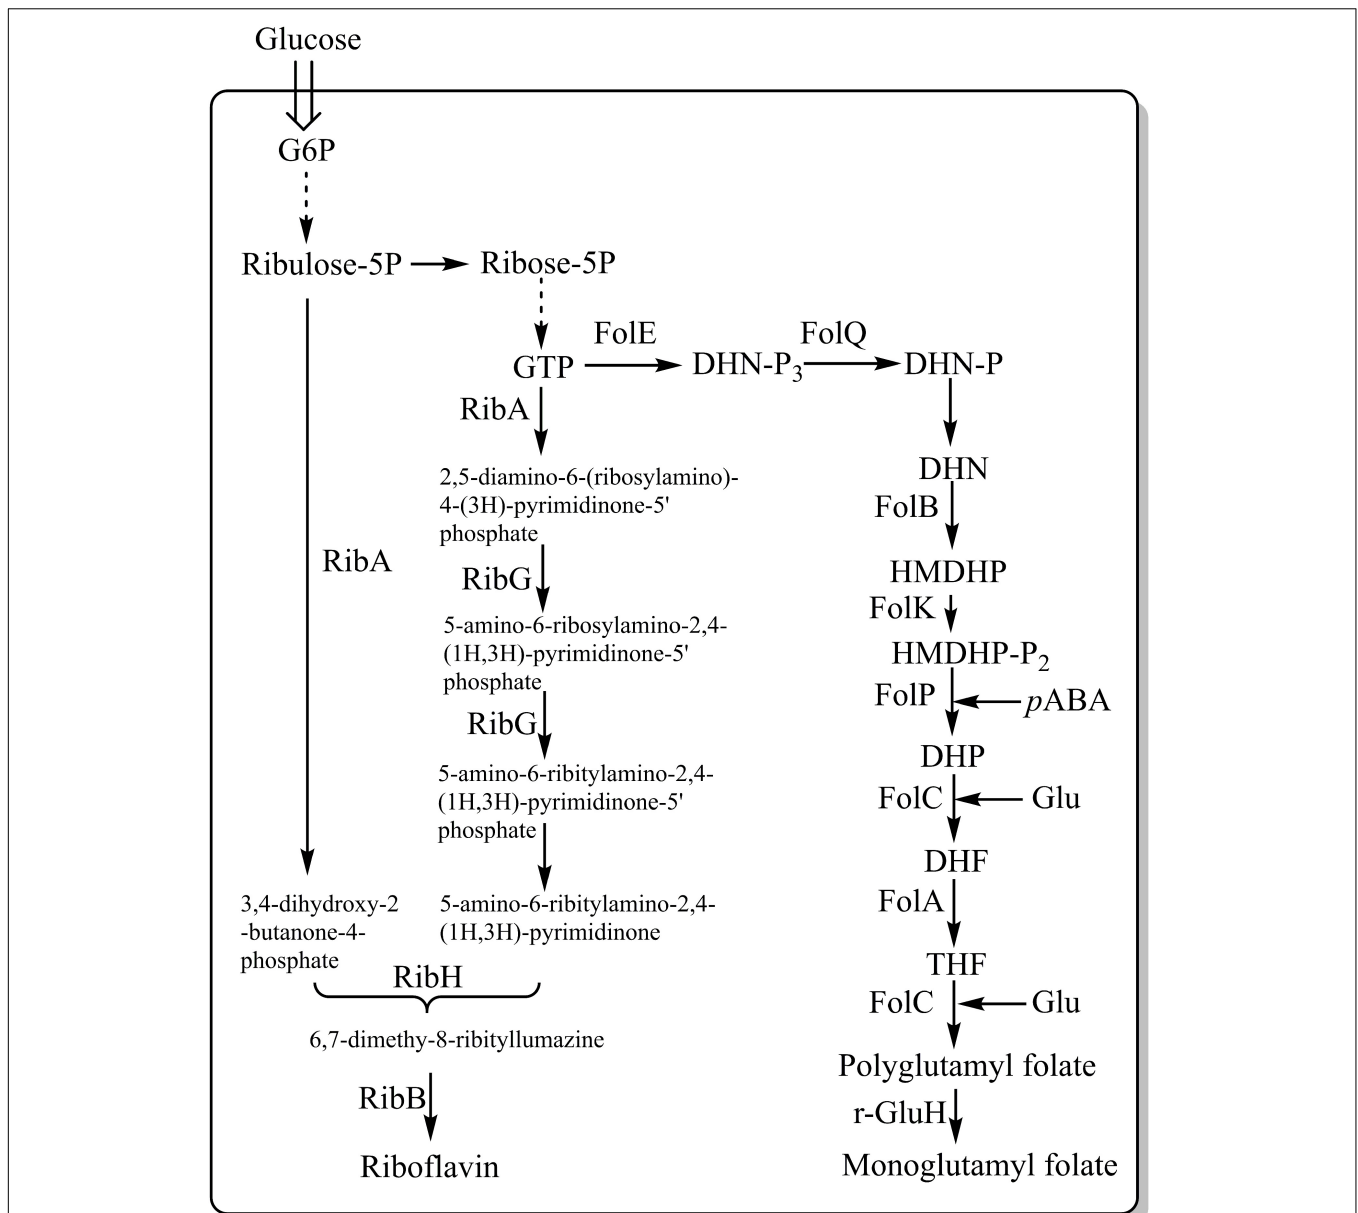 Glucose
G6P
Ribulose-5P
Ribose-5P
FolE
FolQ
GTP
DHN-P3
DHN-P
RibA
2,5-diamino-6-(ribosylamino)-
4-(3H)-pyrimidinone-5'
phosphate
DHN
FolB
RibA
RibG
HMDHP
FolK
5-amino-6-ribosylamino-2,4-
(1H,3H)-pyrimidinone-5'
phosphate
HMDHP-P2
FolP
pABA
RibG
DHP
5-amino-6-ribitylamino-2,4-
(1H,3H)-pyrimidinone-5'
phosphate
FolC
Glu
DHF
FolA
3,4-dihydroxy-2
-butanone-4-
phosphate
5-amino-6-ribitylamino-2,4-
(1H,3H)-pyrimidinone
THF
RibH
FolC
Glu
6,7-dimethy-8-ribityllumazine
Polyglutamyl folate
RibB
r-GluH
Riboflavin
Monoglutamyl folate